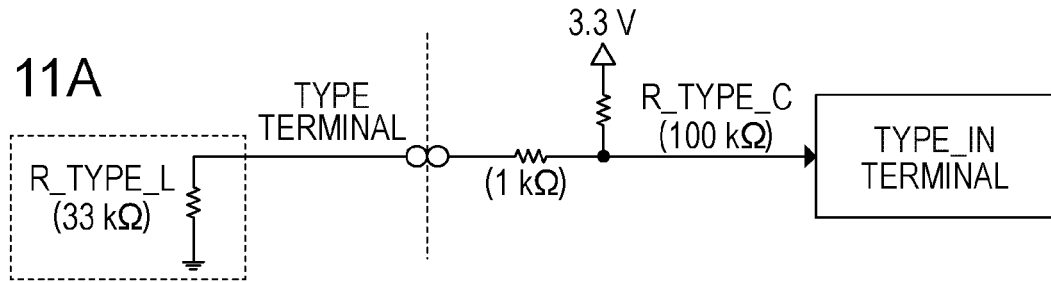 11A
3.3 V
TYPE
TERMINAL
R_TYPE_L
(33 kΩ)
(1 kΩ)
R_TYPE_C
(100 kΩ)
TYPE_IN
TERMINAL